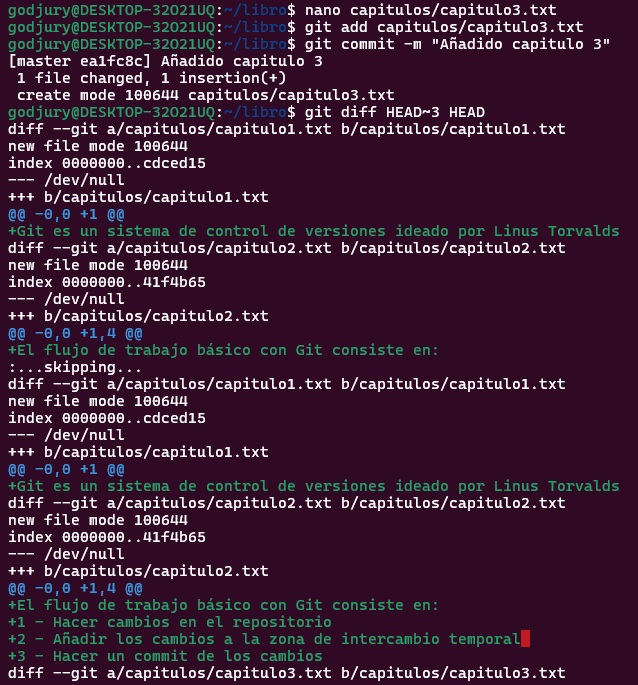 godjury@DESKTOP-32O21UQ:~/libro$ nano capitulos/capitulo3.txt
godjury@DESKTOP-32O21UQ:~/libro$ git add capitulos/capitulo3.txt
godjury@DESKTOP-32O21UQ:~/libro$ git commit -m "Añadido capitulo 3"
[master ea1fc8c] Añadido capitulo 3
 1 file changed, 1 insertion(+)
 create mode 100644 capitulos/capitulo3.txt
godjury@DESKTOP-32O21UQ:~/libro$ git diff HEAD~3 HEAD
diff --git a/capitulos/capitulo1.txt b/capitulos/capitulo1.txt
new file mode 100644
index 0000000..cdced15
--- /dev/null
+++ b/capitulos/capitulo1.txt
@@ -0,0 +1 @@
+Git es un sistema de control de versiones ideado por Linus Torvalds
diff --git a/capitulos/capitulo2.txt b/capitulos/capitulo2.txt
new file mode 100644
index 0000000..41f4b65
--- /dev/null
+++ b/capitulos/capitulo2.txt
@@ -0,0 +1,4 @@
+El flujo de trabajo básico con Git consiste en:
:...skipping...
diff --git a/capitulos/capitulo1.txt b/capitulos/capitulo1.txt
new file mode 100644
index 0000000..cdced15
--- /dev/null
+++ b/capitulos/capitulo1.txt
@@ -0,0 +1 @@
+Git es un sistema de control de versiones ideado por Linus Torvalds
diff --git a/capitulos/capitulo2.txt b/capitulos/capitulo2.txt
new file mode 100644
index 0000000..41f4b65
--- /dev/null
+++ b/capitulos/capitulo2.txt
@@ -0,0 +1,4 @@
+El flujo de trabajo básico con Git consiste en:
+1 - Hacer cambios en el repositorio
+2 - Añadir los cambios a la zona de intercambio temporal
+3 - Hacer un commit de los cambios
diff --git a/capitulos/capitulo3.txt b/capitulos/capitulo3.txt